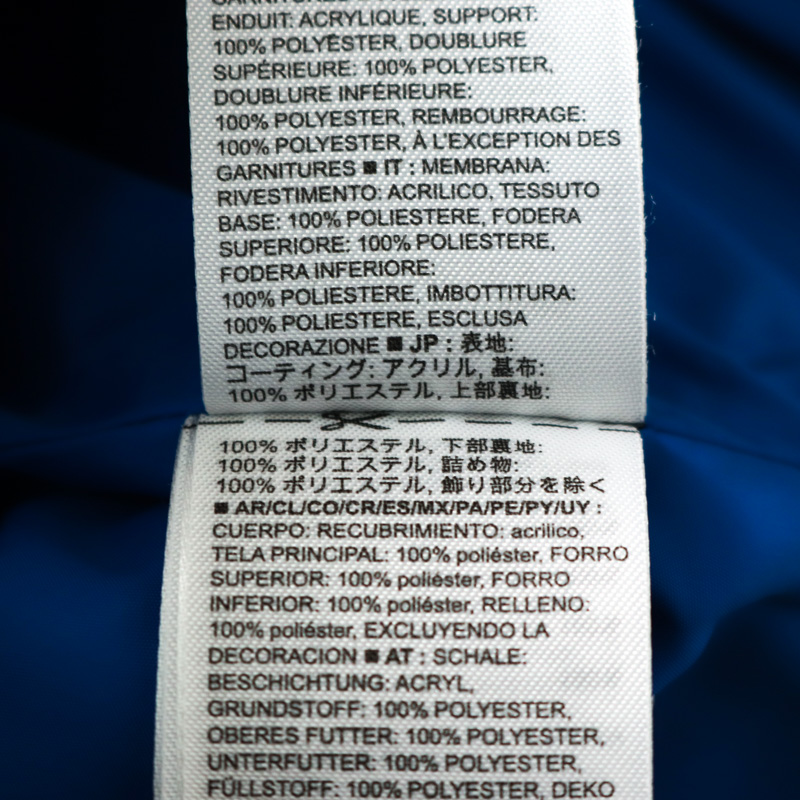 GARNITURES
ENDUIT: ACRYLIQUE, SUPPORT:
100% POLYESTER, DOUBLURE
SUPÉRIEURE: 100% POLYESTER,
DOUBLURE INFÉRIEURE:
100% POLYESTER, REMBOURRAGE:
100% POLYESTER, À L'EXCEPTION DES
GARNITURES ■ IT : MEMBRANA:
RIVESTIMENTO: ACRILICO, TESSUTO
BASE: 100% POLIESTERE, FODERA
SUPERIORE: 100% POLIESTERE,
FODERA INFERIORE:
100% POLIESTERE, IMBOTTITURA:
100% POLIESTERE, ESCLUSA
DECORAZIONE ■ JP : 表地:
コーティング: アクリル, 基布:
100% ポリエステル, 上部裏地:
100% ポリエステル, 下部裏地:
100% ポリエステル, 詰め物:
100% ポリエステル, 飾り部分を除く
■ AR/CL/CO/CR/ES/MX/PA/PE/PY/UY :
CUERPO: RECUBRIMIENTO: acrílico,
TELA PRINCIPAL: 100% poliéster, FORRO
SUPERIOR: 100% poliéster, FORRO
INFERIOR: 100% poliéster, RELLENO:
100% poliéster, EXCLUYENDO LA
DECORACION ■ AT : SCHALE:
BESCHICHTUNG: ACRYL,
GRUNDSTOFF: 100% POLYESTER,
OBERES FUTTER: 100% POLYESTER,
UNTERFUTTER: 100% POLYESTER,
FÜLLSTOFF: 100% POLYESTER, DEKO